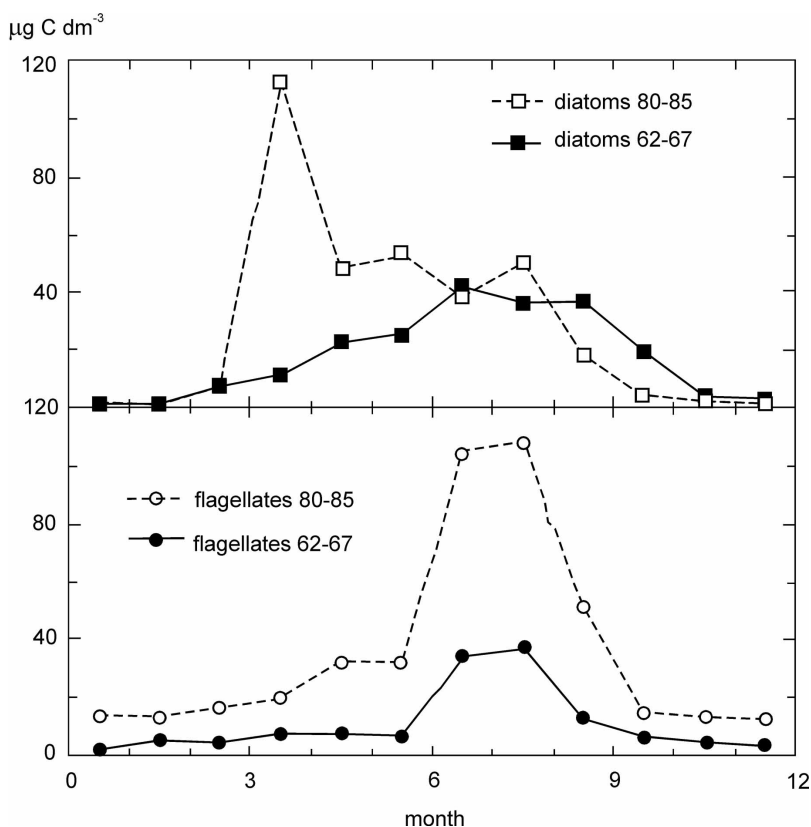 µg C dm⁻³
120
80
40
diatoms 80-85
diatoms 62-67
120
80
40
0
flagellates 80-85
flagellates 62-67
0 3 6 9 12
month